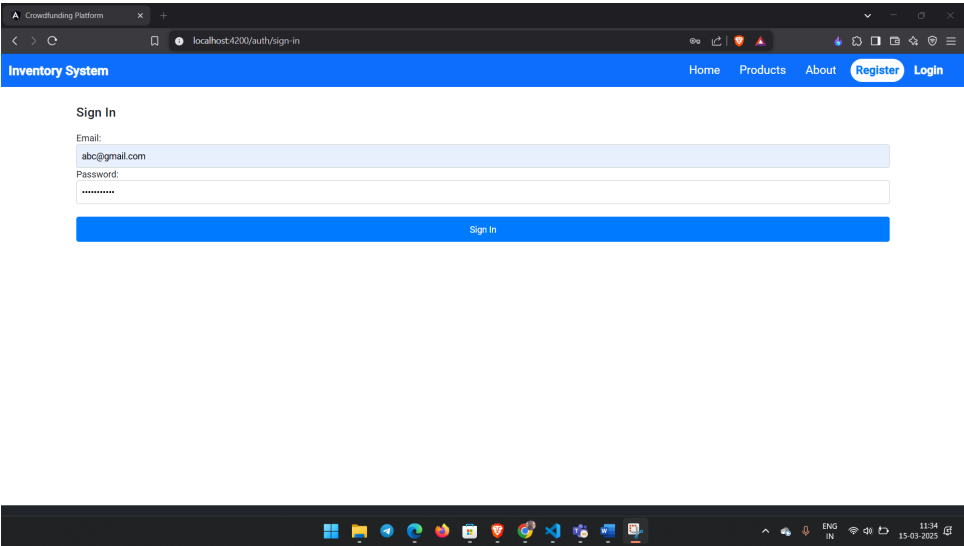 Crowdfunding Platform
localhost:4200/auth/sign-in
Inventory System Home Products About Register Login
Sign In
Email:
abc@gmail.com
Password:
•••••••••••
Sign In
ENG
IN
11:34
15-03-2025